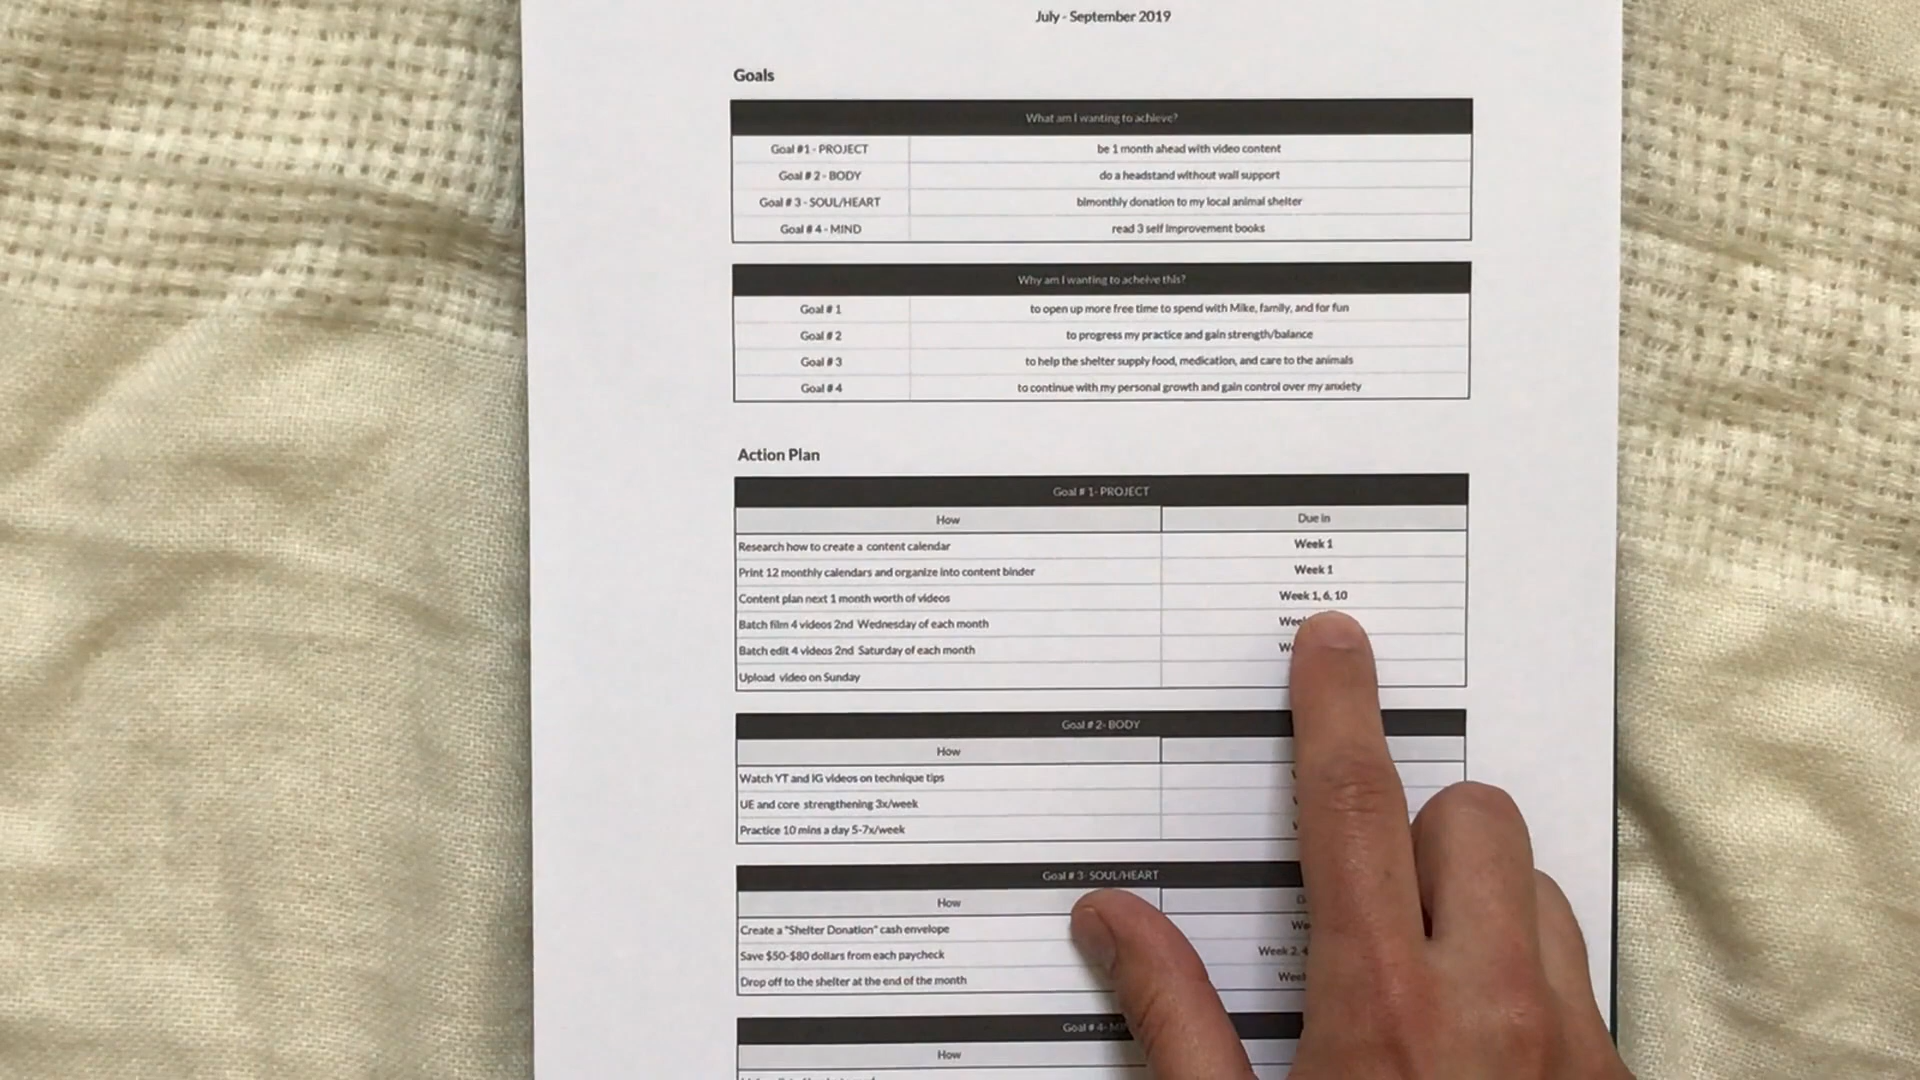 July - September 2019
Goals
What am I wanting to achieve?
Goal #1 - PROJECT be 1 month ahead with video content
Goal # 2 - BODY do a headstand without wall support
Goal # 3 - SOUL/HEART bimonthly donation to my local animal shelter
Goal # 4 - MIND read 3 self improvement books
Why am I wanting to acheive this?
Goal # 1 to open up more free time to spend with Mike, family, and for fun
Goal # 2 to progress my practice and gain strength/balance
Goal # 3 to help the shelter supply food, medication, and care to the animals
Goal # 4 to continue with my personal growth and gain control over my anxiety
Action Plan
Goal # 1- PROJECT
How Due in
Research how to create a content calendar Week 1
Print 12 monthly calendars and organize into content binder Week 1
Content plan next 1 month worth of videos Week 1, 6, 10
Batch film 4 videos 2nd Wednesday of each month
Batch edit 4 videos 2nd Saturday of each month
Upload video on Sunday
Goal # 2- BODY
How
Watch YT and IG videos on technique tips
UE and core strengthening 3x/week
Practice 10 mins a day 5-7x/week
Goal # 3- SOUL/HEART
How
Create a "Shelter Donation" cash envelope
Save $50-$80 dollars from each paycheck Week 2, 4
Drop off to the shelter at the end of the month
Goal # 4-
How